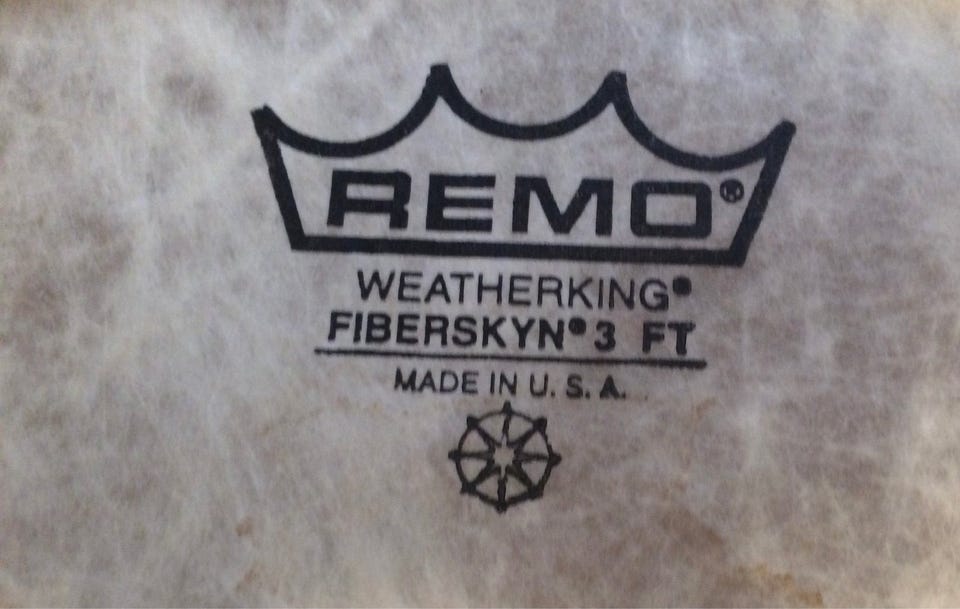 REMO®
WEATHERKING®
FIBERSKYN® 3 FT
MADE IN U. S. A.